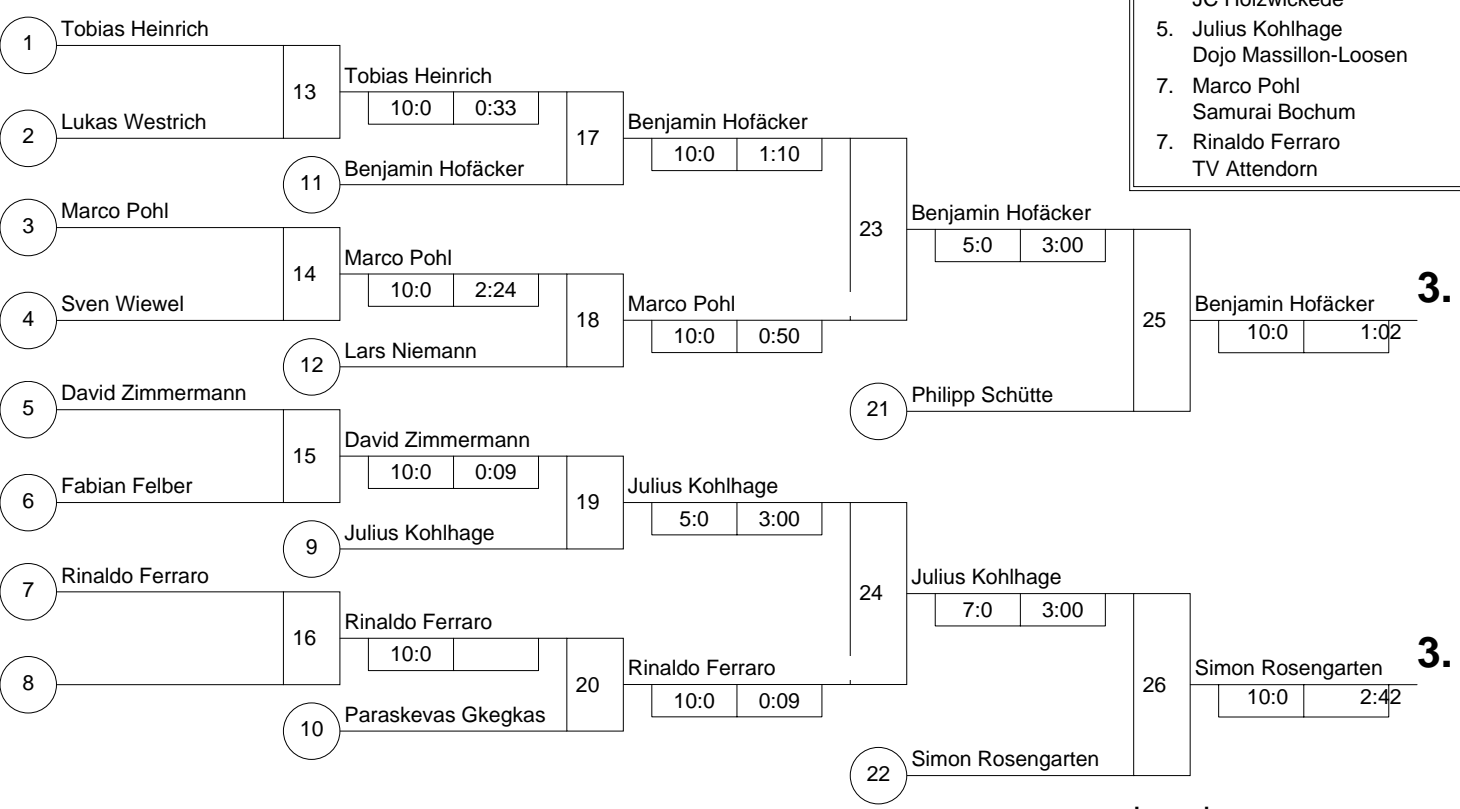 JC Holzwickede
5. Julius Kohlhage
Dojo Massillon-Loosen
7. Marco Pohl
Samurai Bochum
7. Rinaldo Ferraro
TV Attendorn
1 Tobias Heinrich
13 Tobias Heinrich
10:0 0:33
2 Lukas Westrich
17 Benjamin Hofäcker
10:0 1:10
11 Benjamin Hofäcker
3 Marco Pohl
23 Benjamin Hofäcker
5:0 3:00
14 Marco Pohl
10:0 2:24
4 Sven Wiewel
18 Marco Pohl
10:0 0:50
25 Benjamin Hofäcker 3.
10:0 1:02
12 Lars Niemann
5 David Zimmermann
21 Philipp Schütte
15 David Zimmermann
10:0 0:09
6 Fabian Felber
19 Julius Kohlhage
5:0 3:00
9 Julius Kohlhage
7 Rinaldo Ferraro
24 Julius Kohlhage
7:0 3:00
16 Rinaldo Ferraro
10:0
8
20 Rinaldo Ferraro
10:0 0:09
26 Simon Rosengarten 3.
10:0 2:42
10 Paraskevas Gkegkas
22 Simon Rosengarten